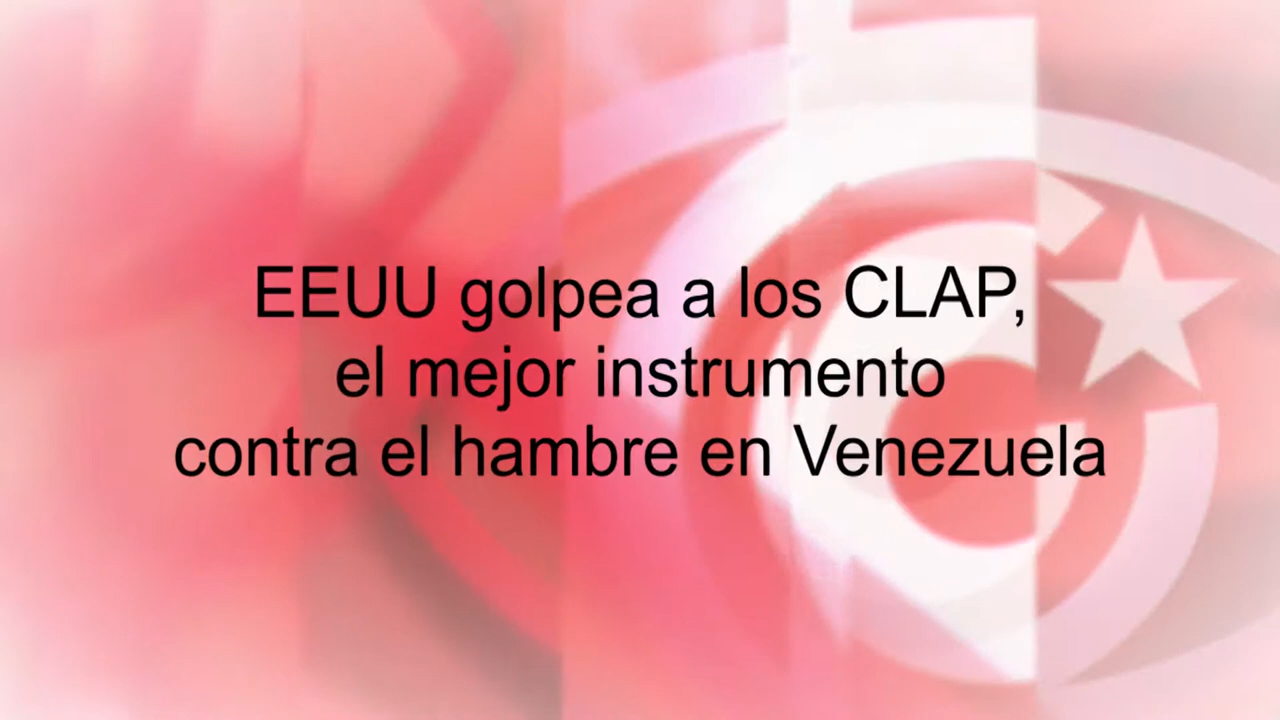 EEUU golpea a los CLAP,
el mejor instrumento
contra el hambre en Venezuela